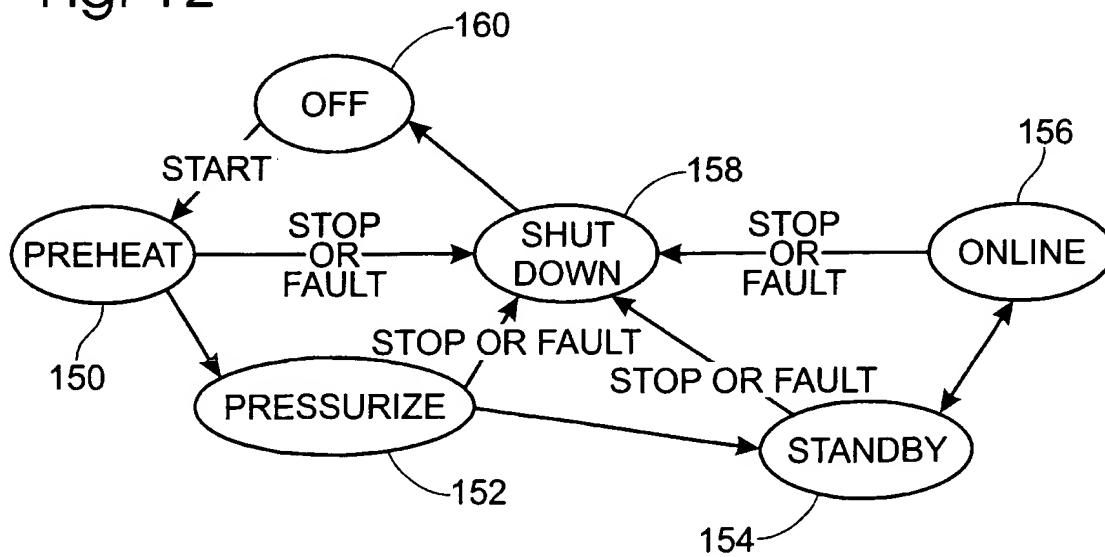 Fig. 12
160
OFF
156
START
158
STOP
OR
FAULT
SHUT
DOWN
STOP
OR
FAULT
PREHEAT
ONLINE
150
STOP OR FAULT
STOP OR FAULT
PRESSURIZE
STANDBY
152
154